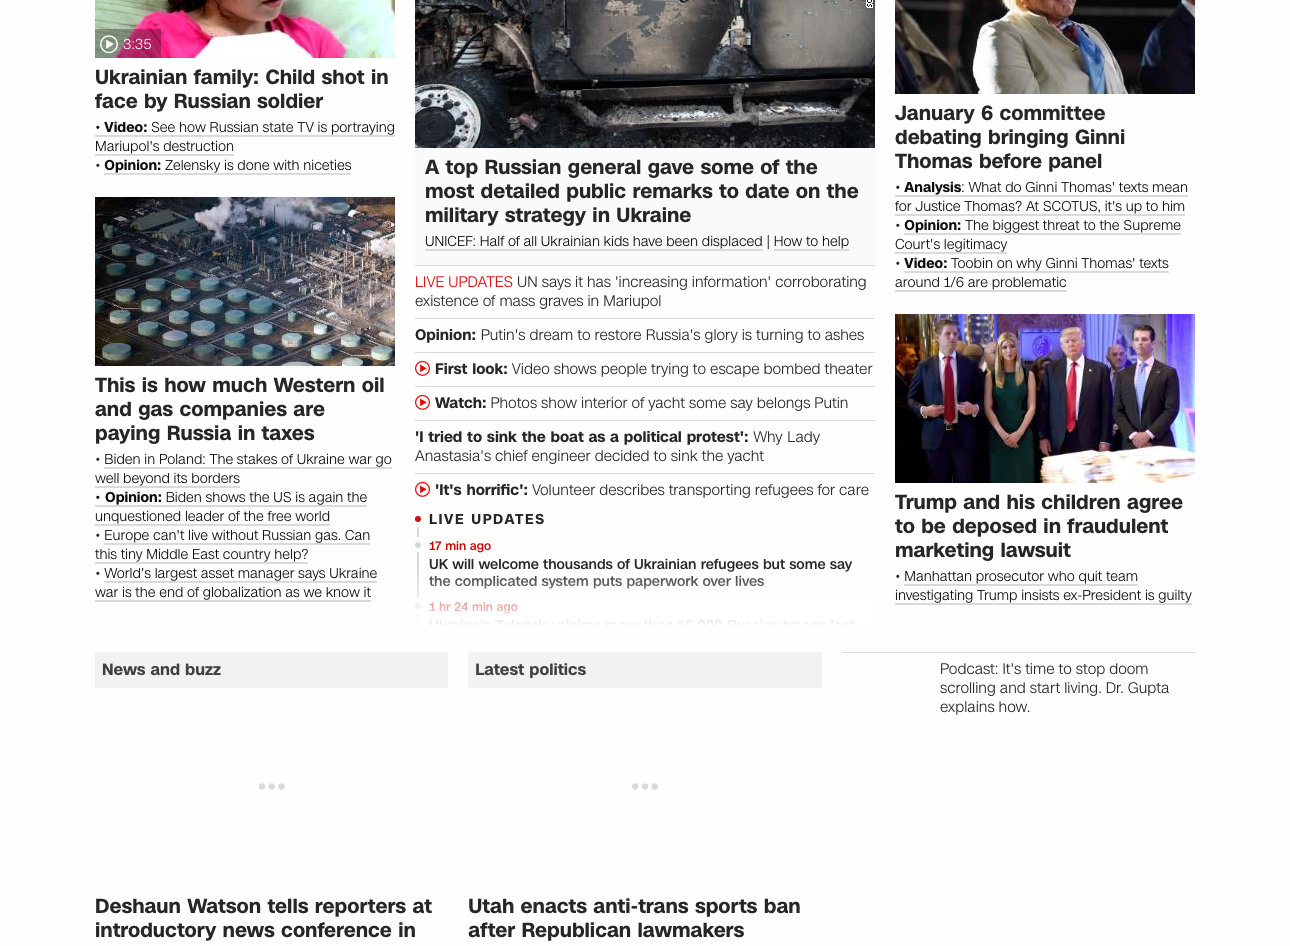 3:35
Ukrainian family: Child shot in
face by Russian soldier
• Video: See how Russian state TV is portraying
Mariupol's destruction
• Opinion: Zelensky is done with niceties
This is how much Western oil
and gas companies are
paying Russia in taxes
• Biden in Poland: The stakes of Ukraine war go
well beyond its borders
• Opinion: Biden shows the US is again the
unquestioned leader of the free world
• Europe can't live without Russian gas. Can
this tiny Middle East country help?
• World's largest asset manager says Ukraine
war is the end of globalization as we know it
A top Russian general gave some of the
most detailed public remarks to date on the
military strategy in Ukraine
UNICEF: Half of all Ukrainian kids have been displaced | How to help
LIVE UPDATES UN says it has 'increasing information' corroborating
existence of mass graves in Mariupol
Opinion: Putin's dream to restore Russia's glory is turning to ashes
First look: Video shows people trying to escape bombed theater
Watch: Photos show interior of yacht some say belongs Putin
'I tried to sink the boat as a political protest': Why Lady
Anastasia's chief engineer decided to sink the yacht
'It's horrific': Volunteer describes transporting refugees for care
LIVE UPDATES
17 min ago
UK will welcome thousands of Ukrainian refugees but some say
the complicated system puts paperwork over lives
1 hr 24 min ago
Ukraine's Zelensky claims more than 16,000 Russian troops lost
January 6 committee
debating bringing Ginni
Thomas before panel
• Analysis: What do Ginni Thomas' texts mean
for Justice Thomas? At SCOTUS, it's up to him
• Opinion: The biggest threat to the Supreme
Court's legitimacy
• Video: Toobin on why Ginni Thomas' texts
around 1/6 are problematic
Trump and his children agree
to be deposed in fraudulent
marketing lawsuit
• Manhattan prosecutor who quit team
investigating Trump insists ex-President is guilty
News and buzz
Deshaun Watson tells reporters at
introductory news conference in
Latest politics
Utah enacts anti-trans sports ban
after Republican lawmakers
Podcast: It's time to stop doom
scrolling and start living. Dr. Gupta
explains how.